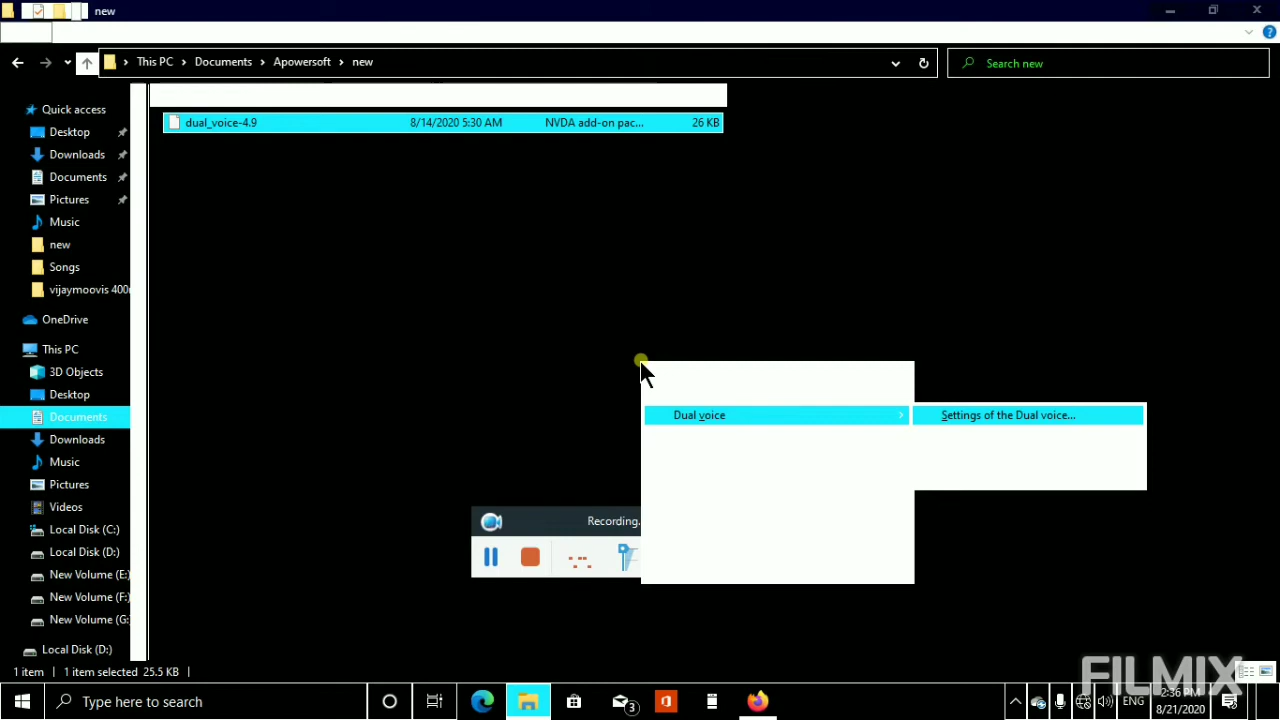 new
This PC > Documents > Apowersoft > new
Search new
Quick access
Desktop
Downloads
Documents
Pictures
Music
new
Songs
vijaymoovis 400
OneDrive
This PC
3D Objects
Desktop
Documents
Downloads
Music
Pictures
Videos
Local Disk (C:)
Local Disk (D:)
New Volume (E:)
New Volume (F:)
New Volume (G:
Local Disk (D:)
dual_voice-4.9 8/14/2020 5:30 AM NVDA add-on pac... 26 KB
Dual voice
Settings of the Dual voice...
Recording.
1 item 1 item selected 25.5 KB
FILMIX
Type here to search
3
ENG
2:36 PM
8/21/2020